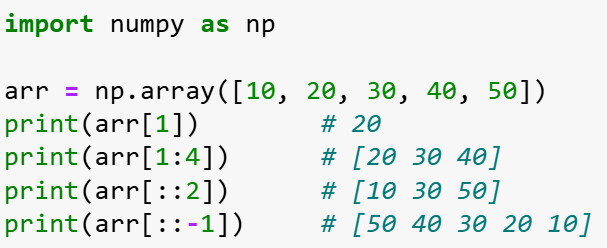 import numpy as np
arr = np.array([10, 20, 30, 40, 50])
print(arr[1])        # 20
print(arr[1:4])      # [20 30 40]
print(arr[::2])      # [10 30 50]
print(arr[::-1])     # [50 40 30 20 10]